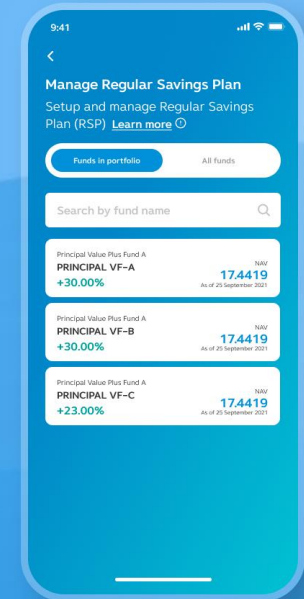 9:41
Manage Regular Savings Plan
Setup and manage Regular Savings
Plan (RSP) Learn more
Funds in portfolio
All funds
Search by fund name
Principal Value Plus Fund A
PRINCIPAL VF-A
+30.00%
NAV
17.4419
As of 25 September 2021
Principal Value Plus Fund A
PRINCIPAL VF-B
+30.00%
NAV
17.4419
As of 25 September 2021
Principal Value Plus Fund A
PRINCIPAL VF-C
+23.00%
NAV
17.4419
As of 25 September 2021